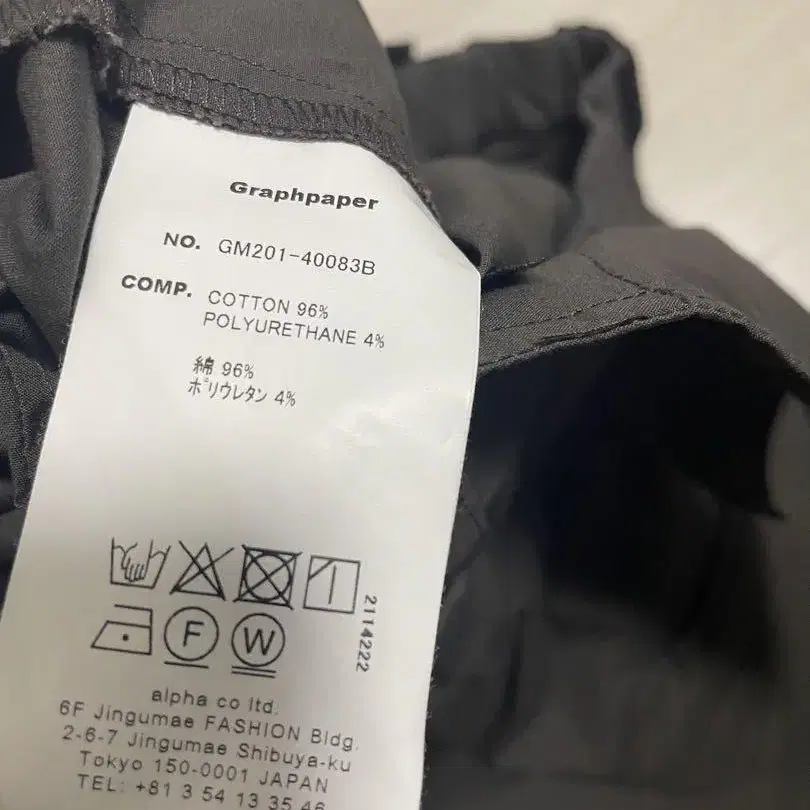 Graphpaper
NO. GM201-40083B
COMP. COTTON 96%
POLYURETHANE 4%
綿 96%
ポリウレタン 4%
F W
2114222
alpha co ltd.
6F Jingumae FASHION Bldg.
2-6-7 Jingumae Shibuya-ku
Tokyo 150-0001 JAPAN
TEL: +81 3 54 13 35 46